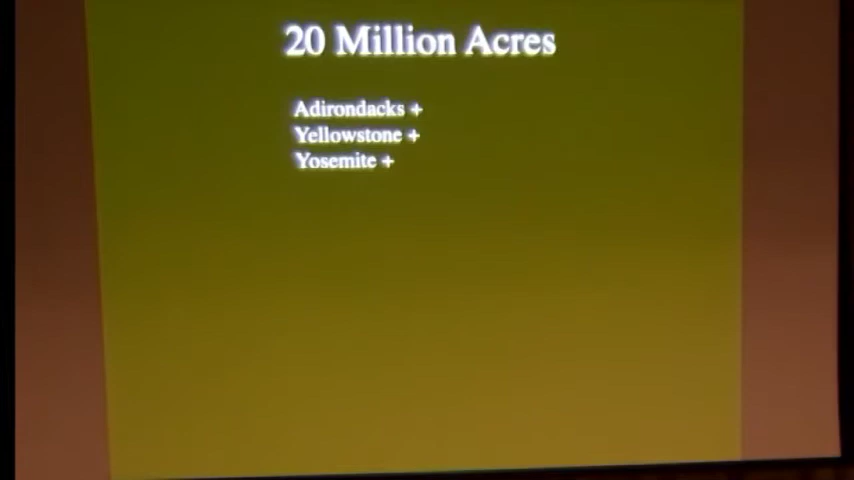 20 Million Acres
Adirondacks +
Yellowstone +
Yosemite +